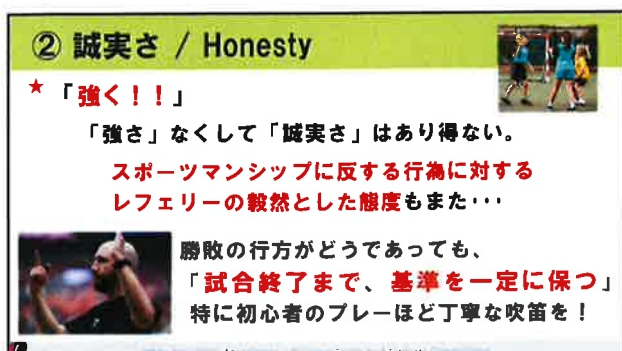 ② 誠実さ / Honesty
★「強く！！」
「強さ」なくして「誠実さ」はあり得ない。
スポーツマンシップに反する行為に対する
レフェリーの毅然とした態度もまた･･･
勝敗の行方がどうであっても、
「試合終了まで、基準を一定に保つ」
特に初心者のプレーほど丁寧な吹笛を！